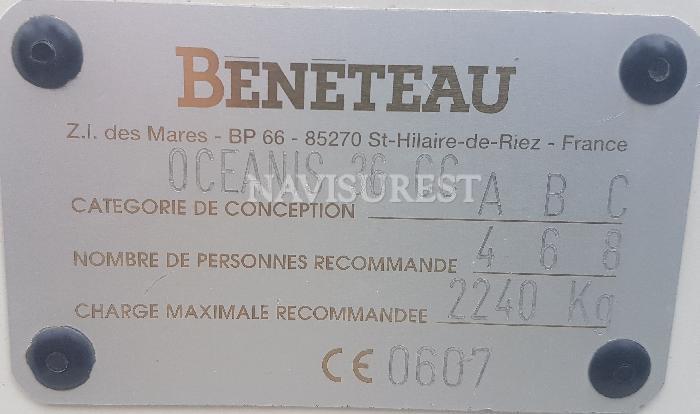 BENETEAU
Z.I. des Mares - BP 66 - 85270 St-Hilaire-de-Riez - France
OCEANIS 36 CC
NAVISUREST
CATEGORIE DE CONCEPTION A B C
NOMBRE DE PERSONNES RECOMMANDE 4 6 8
CHARGE MAXIMALE RECOMMANDEE 2240 Kg
CE 0607